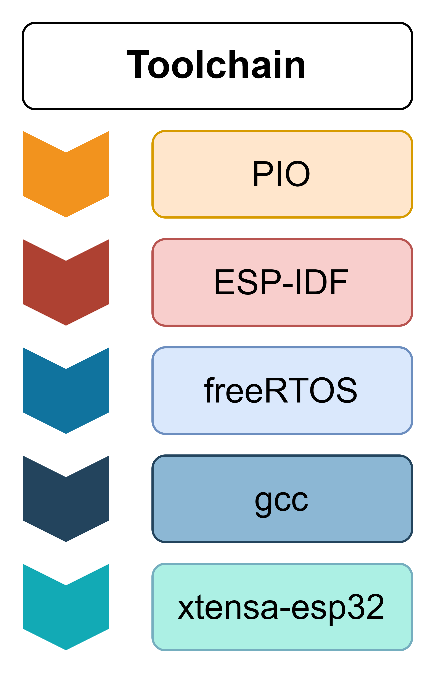 Toolchain
PIO
ESP-IDF
freeRTOS
gcc
xtensa-esp32